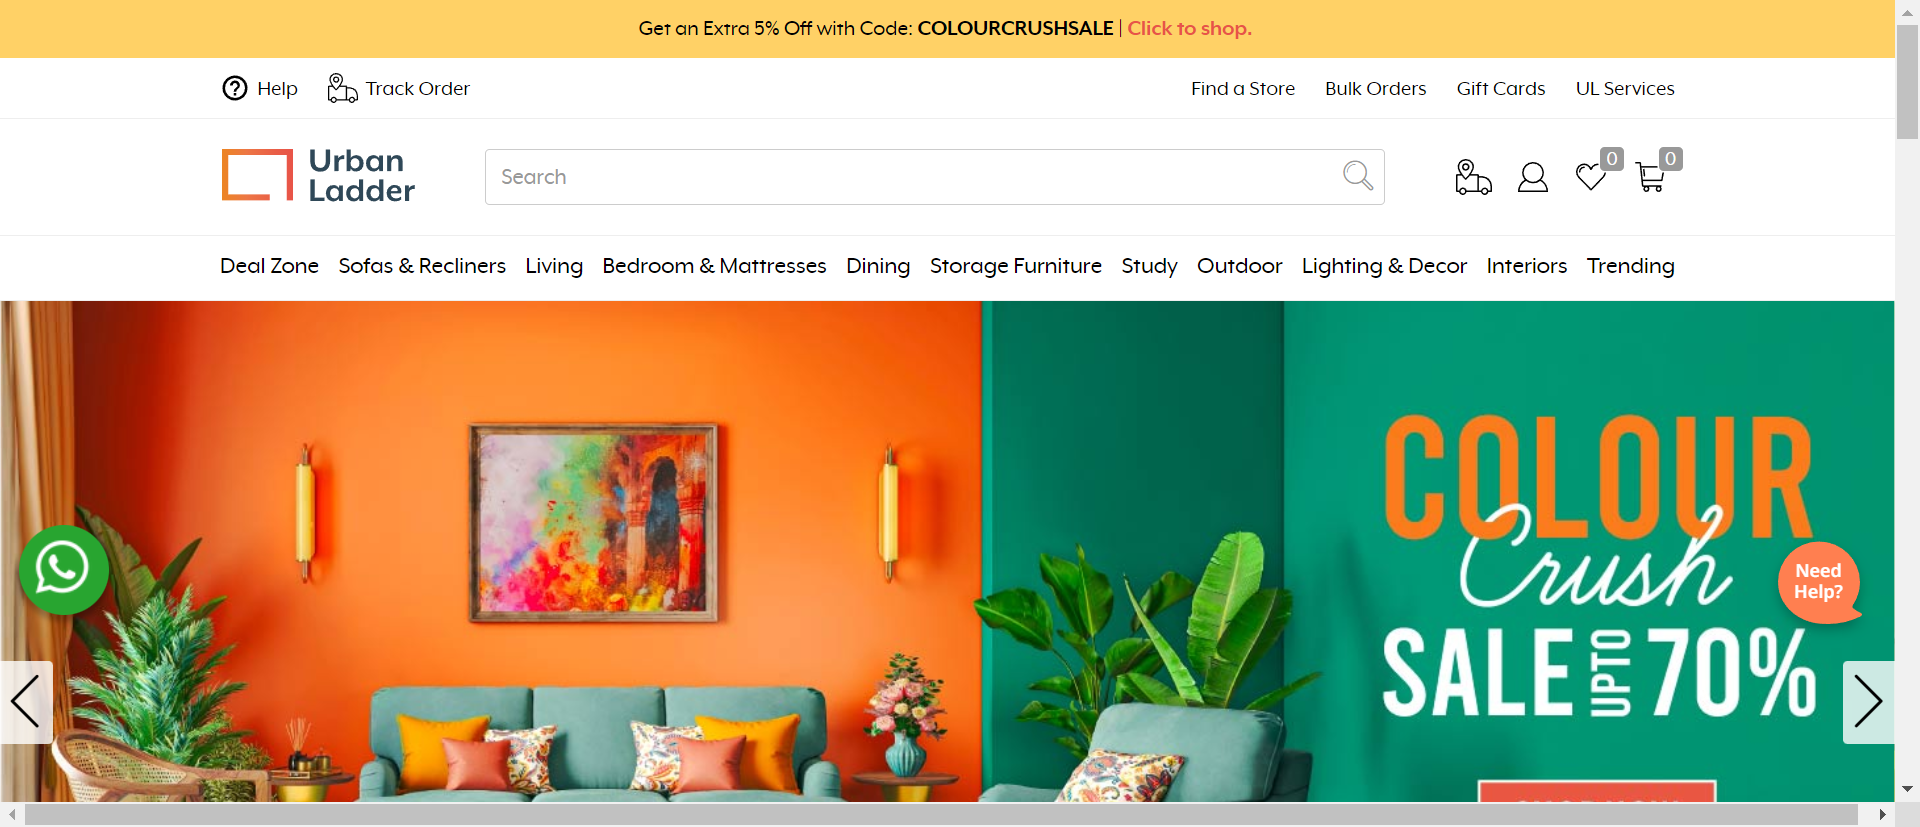 Get an Extra 5% Off with Code: COLOURCRUSHSALE | Click to shop.
Help
Track Order
Find a Store
Bulk Orders
Gift Cards
UL Services
Urban
Ladder
Search
0
0
Deal Zone
Sofas & Recliners
Living
Bedroom & Mattresses
Dining
Storage Furniture
Study
Outdoor
Lighting & Decor
Interiors
Trending
COLOUR
Crush
SALE UPTO 70%
Need
Help?